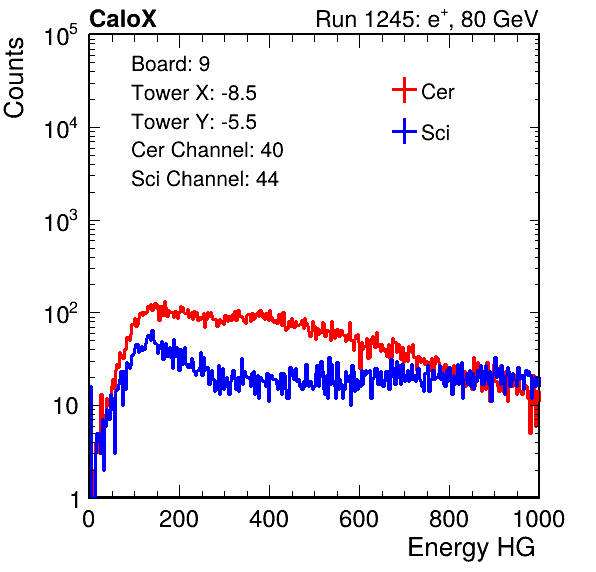 CaloX Run 1245: e⁺, 80 GeV
Counts
10⁵
10⁴
10³
10²
10
1
Board: 9
Tower X: -8.5
Tower Y: -5.5
Cer Channel: 40
Sci Channel: 44
Cer
Sci
0 200 400 600 800 1000
Energy HG